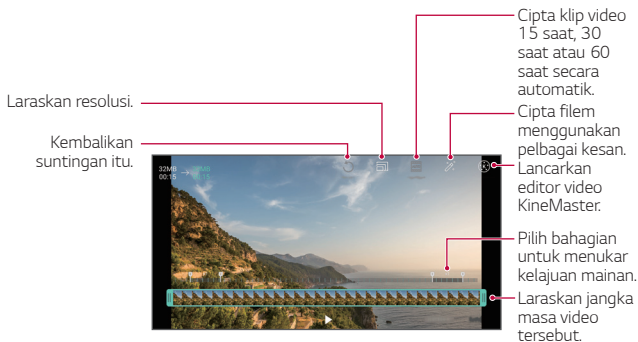 Laraskan resolusi.
Kembalikan
suntingan itu.
32MB
00:15
Cipta klip video
15 saat, 30
saat atau 60
saat secara
automatik.
Cipta filem
menggunakan
pelbagai kesan.
Lancarkan
editor video
KineMaster.
Pilih bahagian
untuk menukar
kelajuan mainan.
Laraskan jangka
masa video
tersebut.